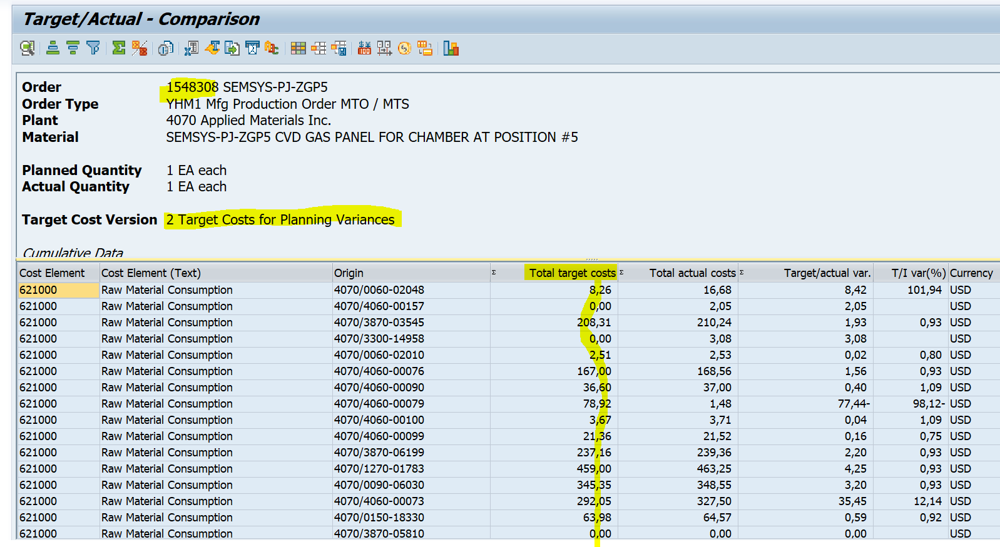 Target/Actual - Comparison
Order 1548308 SEMSYS-PJ-ZGP5
Order Type YHM1 Mfg Production Order MTO / MTS
Plant 4070 Applied Materials Inc.
Material SEMSYS-PJ-ZGP5 CVD GAS PANEL FOR CHAMBER AT POSITION #5
Planned Quantity 1 EA each
Actual Quantity 1 EA each
Target Cost Version 2 Target Costs for Planning Variances
Cumulative Data
Cost Element Cost Element (Text) Origin Σ Total target costs Σ Total actual costs Σ Target/actual var. T/I var(%) Currency
621000 Raw Material Consumption 4070/0060-02048 8,26 16,68 8,42 101,94 USD
621000 Raw Material Consumption 4070/4060-00157 0,00 2,05 2,05 USD
621000 Raw Material Consumption 4070/3870-03545 208,31 210,24 1,93 0,93 USD
621000 Raw Material Consumption 4070/3300-14958 0,00 3,08 3,08 USD
621000 Raw Material Consumption 4070/0060-02010 2,51 2,53 0,02 0,80 USD
621000 Raw Material Consumption 4070/4060-00076 167,00 168,56 1,56 0,93 USD
621000 Raw Material Consumption 4070/4060-00090 36,60 37,00 0,40 1,09 USD
621000 Raw Material Consumption 4070/4060-00079 78,92 1,48 77,44- 98,12- USD
621000 Raw Material Consumption 4070/4060-00100 3,67 3,71 0,04 1,09 USD
621000 Raw Material Consumption 4070/4060-00099 21,36 21,52 0,16 0,75 USD
621000 Raw Material Consumption 4070/3870-06199 237,16 239,36 2,20 0,93 USD
621000 Raw Material Consumption 4070/1270-01783 459,00 463,25 4,25 0,93 USD
621000 Raw Material Consumption 4070/0090-06030 345,35 348,55 3,20 0,93 USD
621000 Raw Material Consumption 4070/4060-00073 292,05 327,50 35,45 12,14 USD
621000 Raw Material Consumption 4070/0150-18330 63,98 64,57 0,59 0,92 USD
621000 Raw Material Consumption 4070/3870-05810 0,00 0,00 0,00 USD